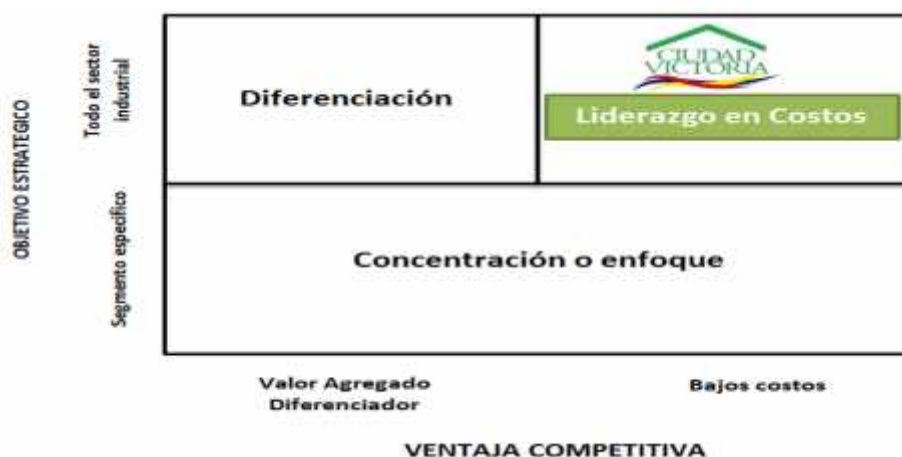 OBJETIVO ESTRATEGICO
Todo el sector
industrial
Segmento específico
Diferenciación
CIUDAD
VICTORIA
Liderazgo en Costos
Concentración o enfoque
Valor Agregado
Diferenciador
Bajos costos
VENTAJA COMPETITIVA